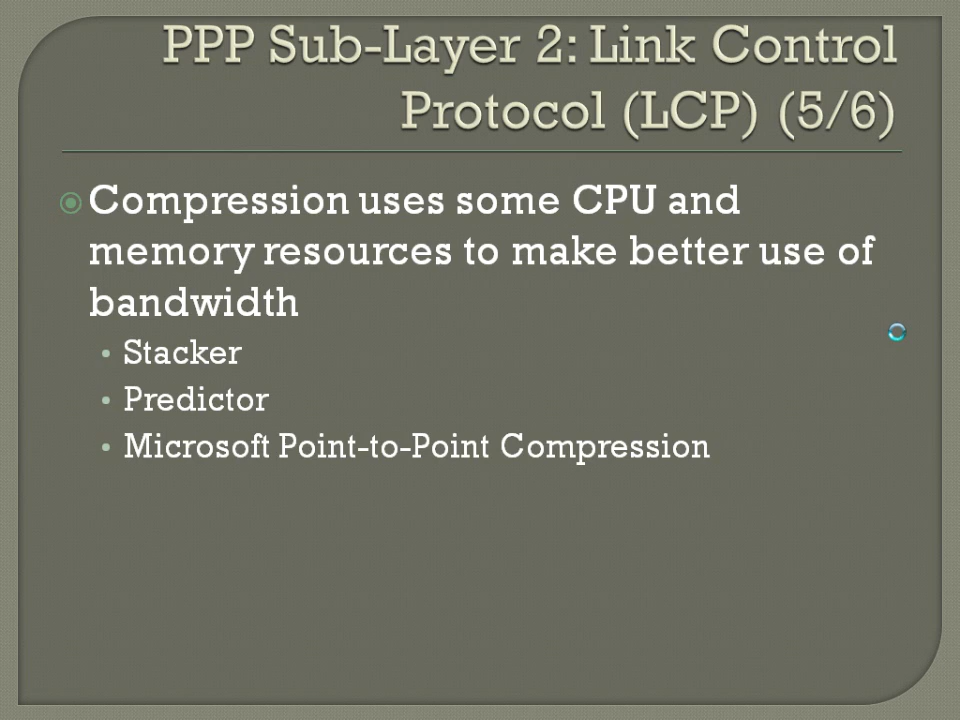 PPP Sub-Layer 2: Link Control
Protocol (LCP) (5/6)
Compression uses some CPU and
memory resources to make better use of
bandwidth
• Stacker
• Predictor
• Microsoft Point-to-Point Compression